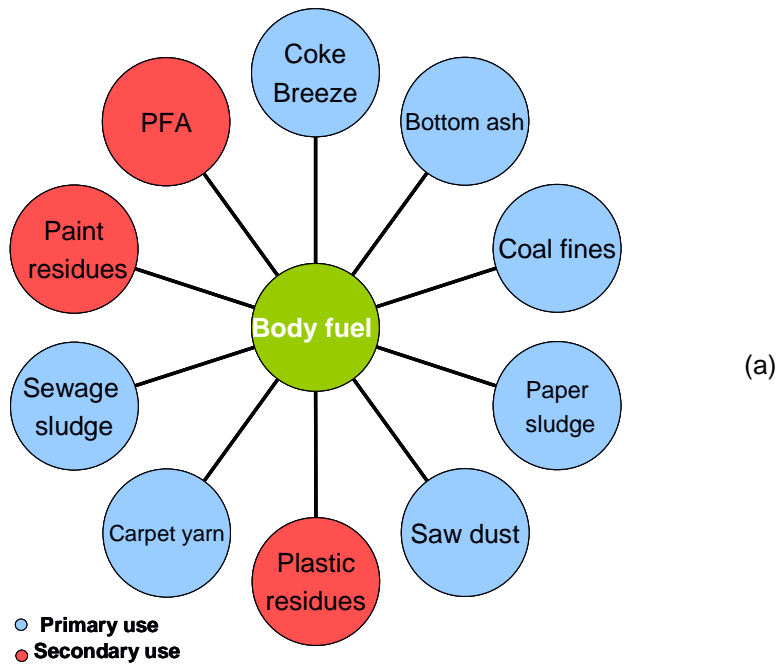 Coke
Breeze
PFA
Bottom ash
Paint
residues
Coal fines
Body fuel
(a)
Sewage
sludge
Paper
sludge
Carpet yarn
Saw dust
Plastic
residues
Primary use
Secondary use